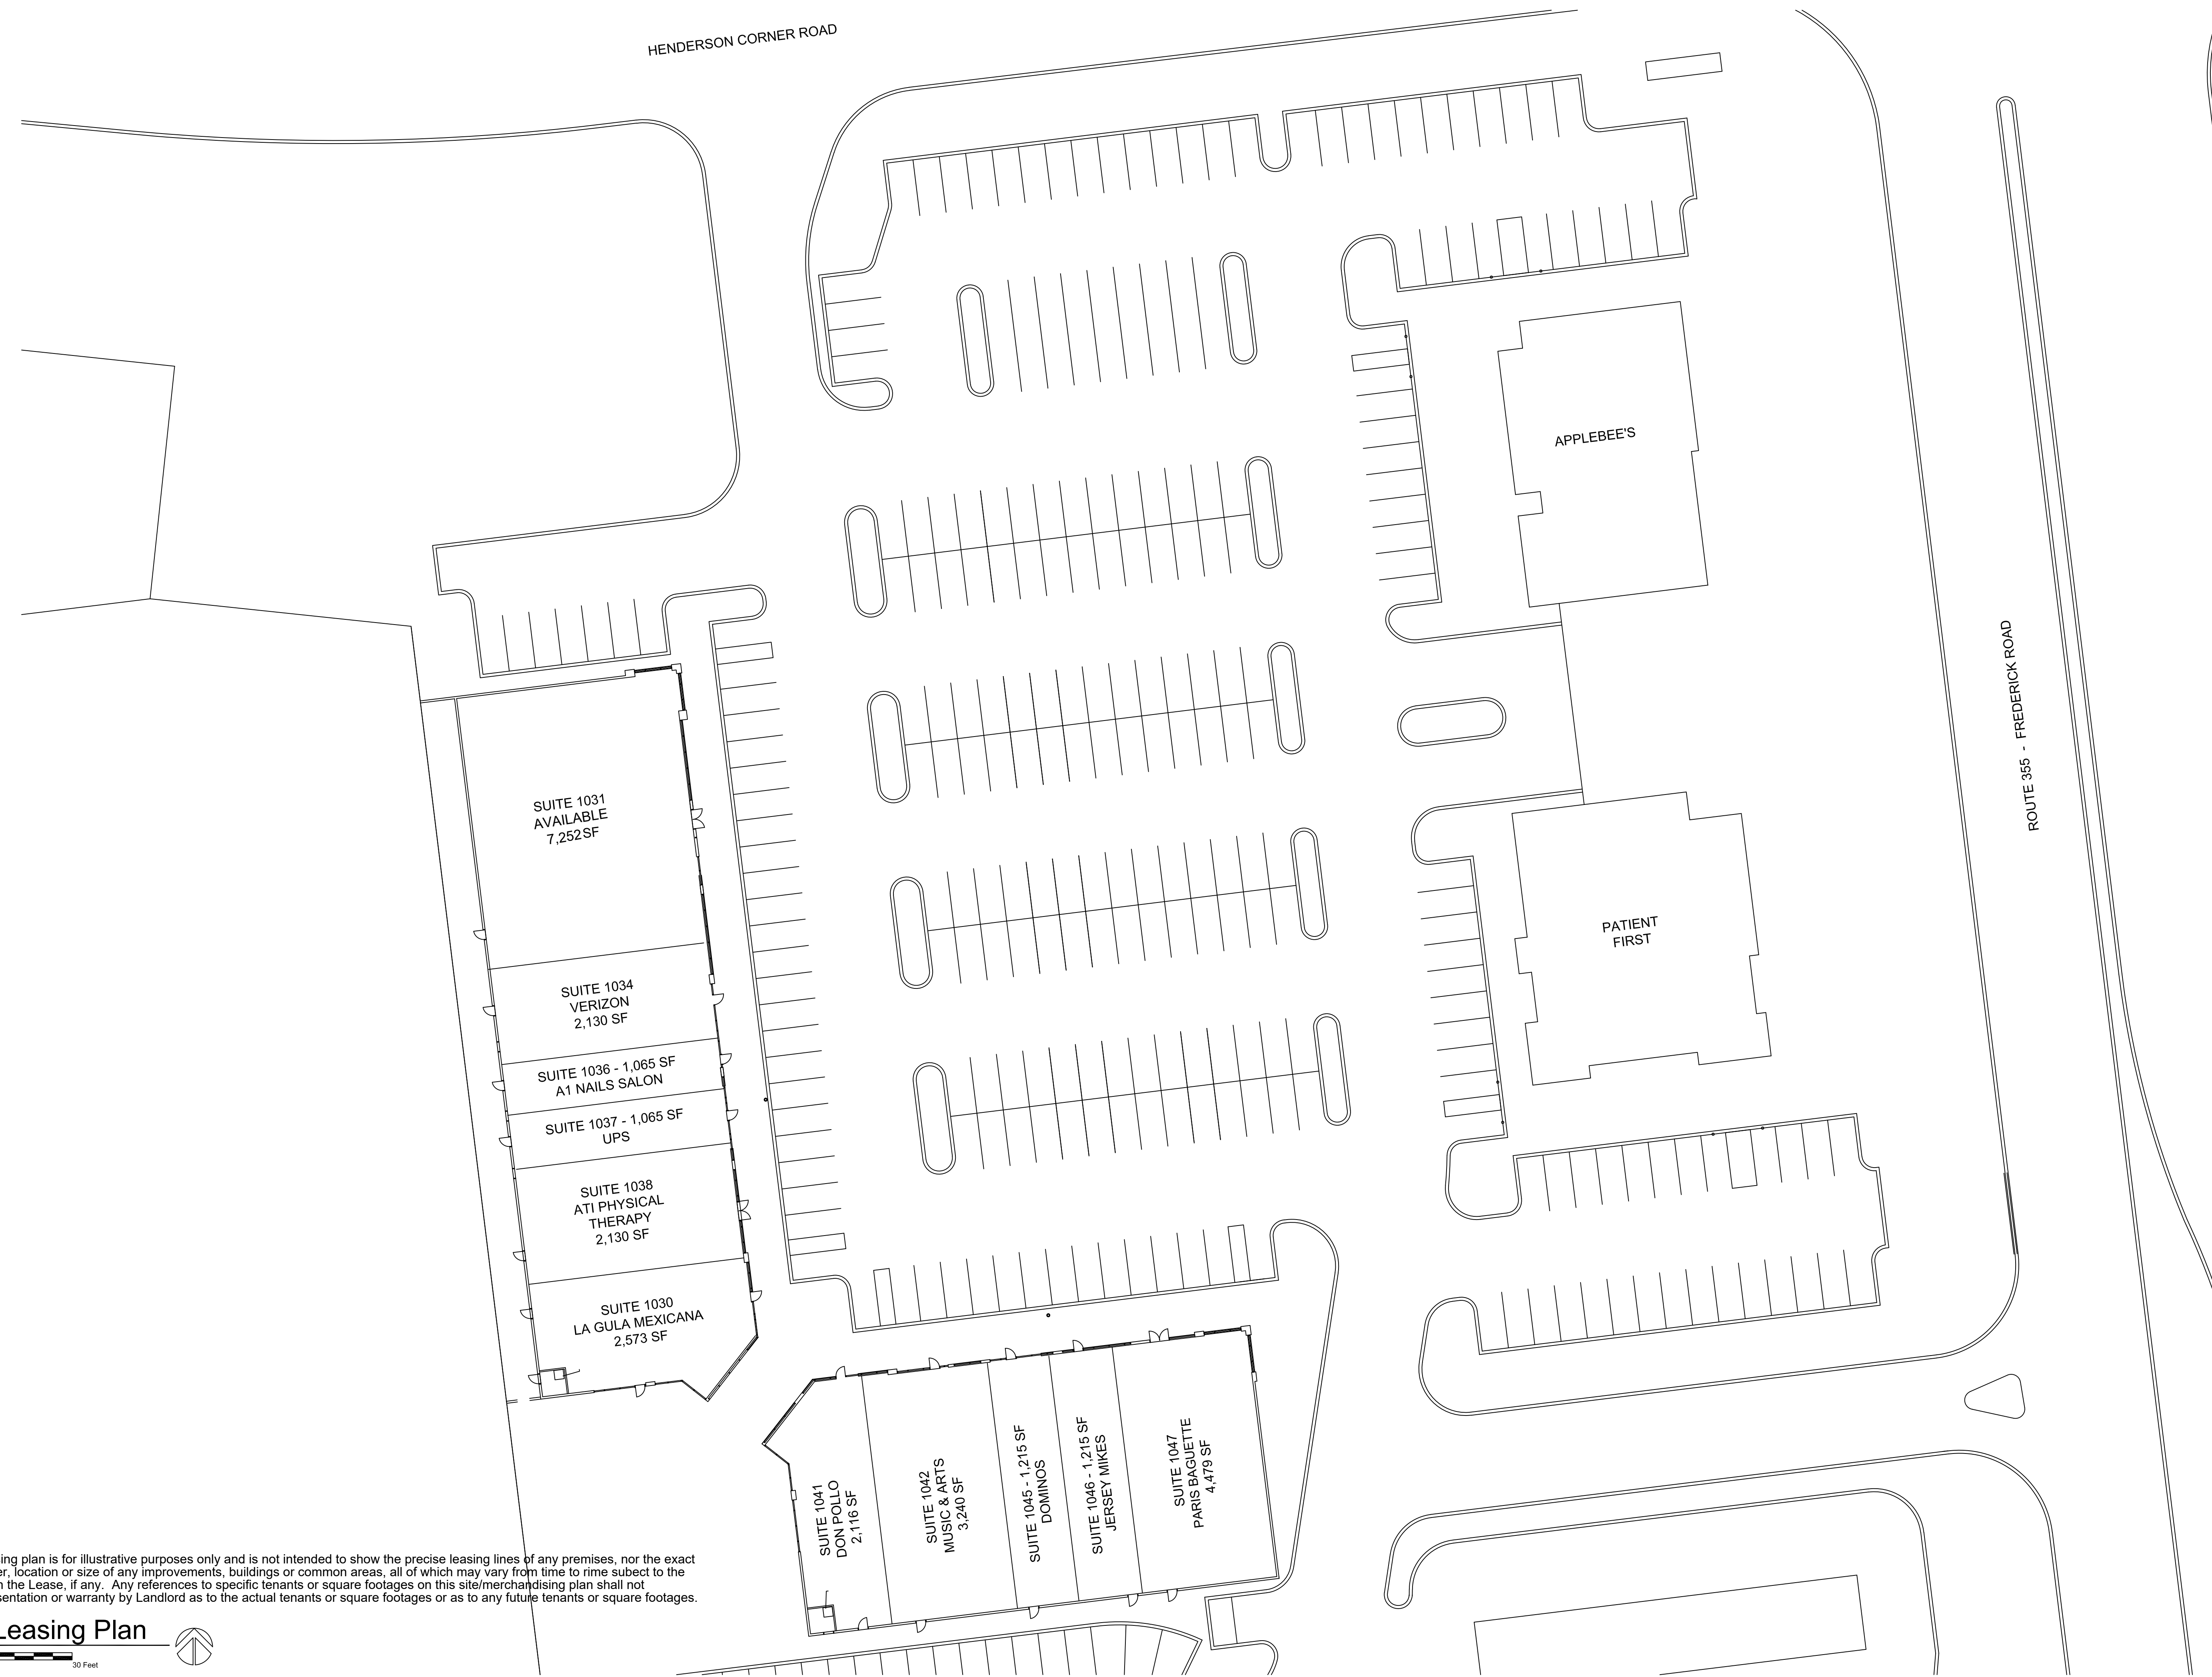 HENDERSON CORNER ROAD
APPLEBEE'S
ROUTE 355 - FREDERICK ROAD
SUITE 1031
AVAILABLE
7,252SF
PATIENT
FIRST
SUITE 1034
VERIZON
2,130 SF
SUITE 1036 - 1,065 SF
A1 NAILS SALON
SUITE 1037 - 1,065 SF
UPS
SUITE 1038
ATI PHYSICAL
THERAPY
2,130 SF
SUITE 1030
LA GULA MEXICANA
2,573 SF
SUITE 1041
DON POLLO
2,116 SF
SUITE 1042
MUSIC & ARTS
3,240 SF
SUITE 1045 - 1,215 SF
DOMINOS
SUITE 1046 - 1,215 SF
JERSEY MIKES
SUITE 1047
PARIS BAGUETTE
4,479 SF
ing plan is for illustrative purposes only and is not intended to show the precise leasing lines of any premises, nor the exact
er, location or size of any improvements, buildings or common areas, all of which may vary from time to rime subect to the
n the Lease, if any. Any references to specific tenants or square footages on this site/merchandising plan shall not
sentation or warranty by Landlord as to the actual tenants or square footages or as to any future tenants or square footages.
Leasing Plan
30 Feet